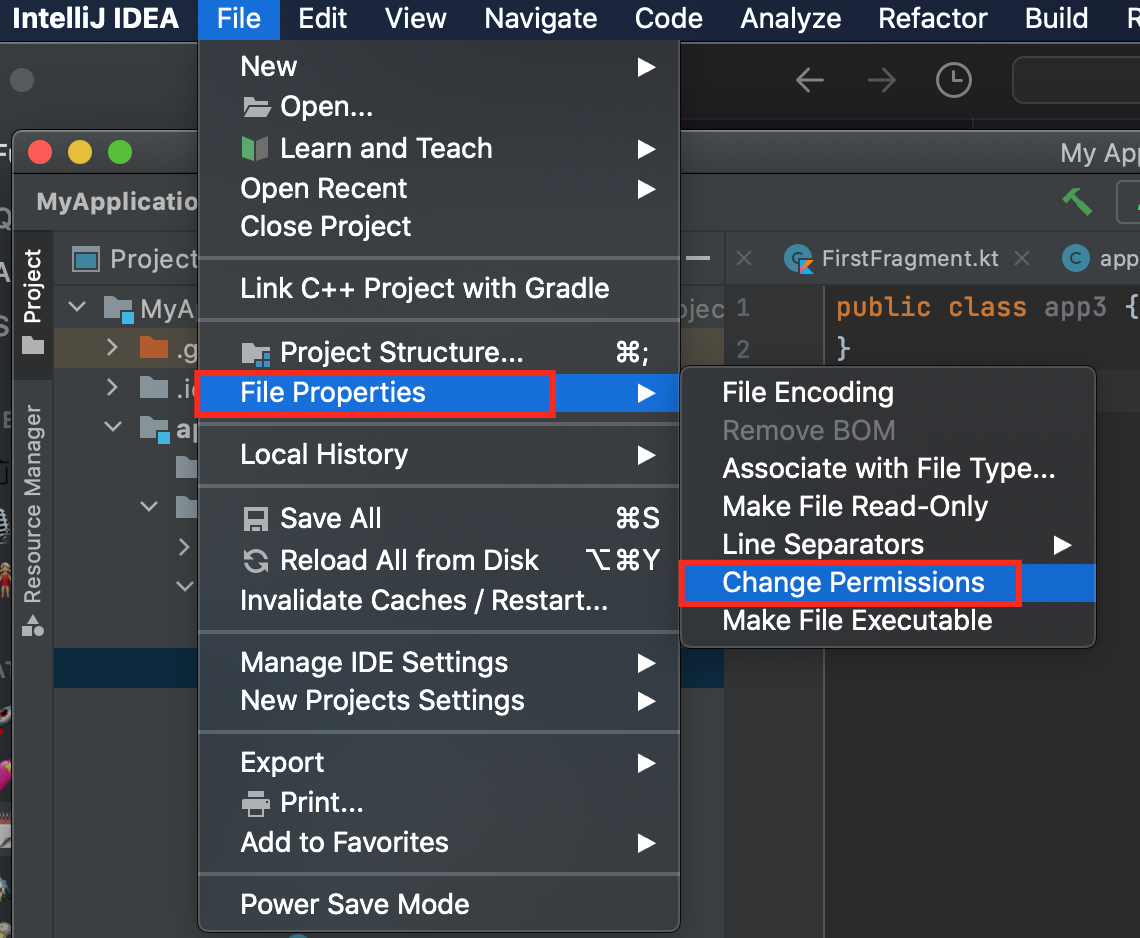 IntelliJ IDEA File Edit View Navigate Code Analyze Refactor Build
New
Open...
Learn and Teach
Open Recent
Close Project
Link C++ Project with Gradle
Project Structure... ⌘;
File Properties
Local History
Save All ⌘S
Reload All from Disk ⌥⌘Y
Invalidate Caches / Restart...
Manage IDE Settings
New Projects Settings
Export
Print...
Add to Favorites
Power Save Mode
File Encoding
Remove BOM
Associate with File Type...
Make File Read-Only
Line Separators
Change Permissions
Make File Executable
My App
MyApplicatio
Project
Project
MyA
.g
.i
ap
Resource Manager
FirstFragment.kt
app
1 public class app3 {
2 }